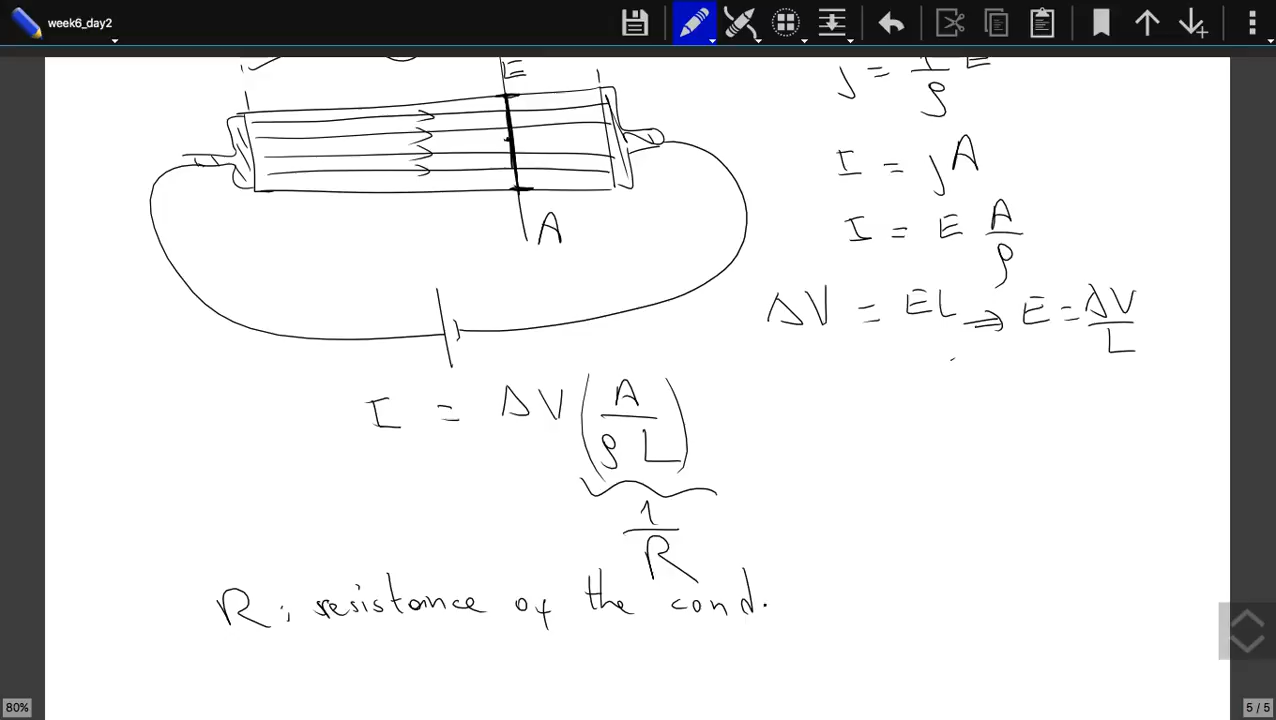 week6_day2
E
j = 1/ρ E
I = jA
A
I = E A/ρ
ΔV = EL ⇒ E = ΔV/L
I = ΔV (A/ρL)
1/R
R: resistance of the cond.
80%
5 / 5